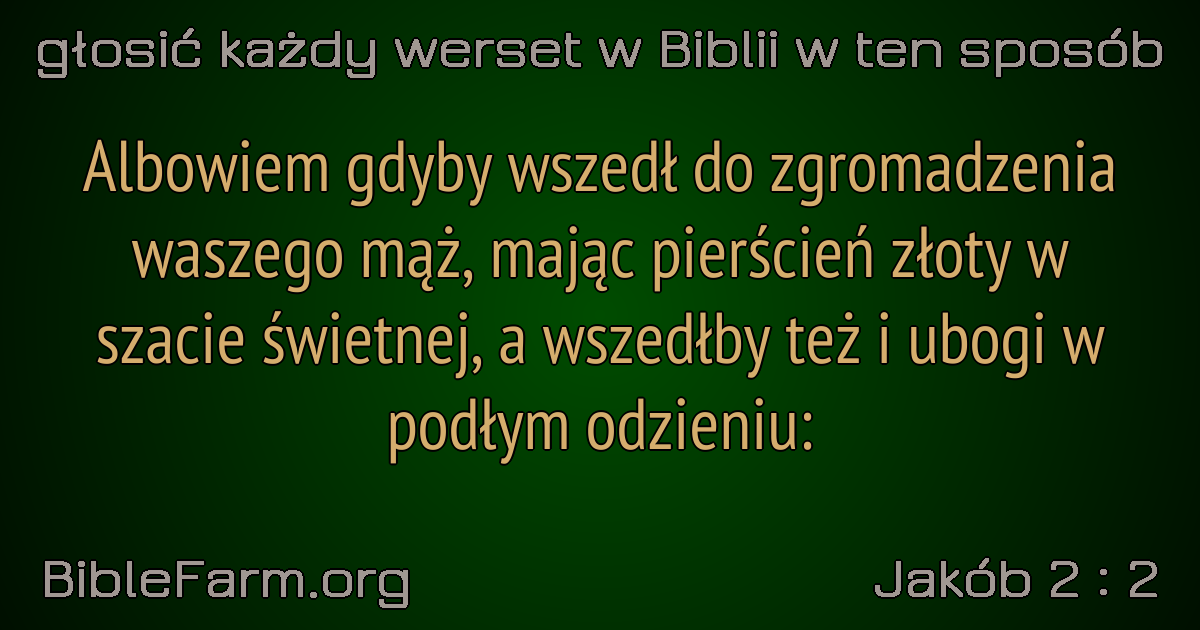 głosić każdy werset w Biblii w ten sposób
Albowiem gdyby wszedł do zgromadzenia
waszego mąż, mając pierścień złoty w
szacie świetnej, a wszedłby też i ubogi w
podłym odzieniu:
BibleFarm.org
Jakób 2 : 2